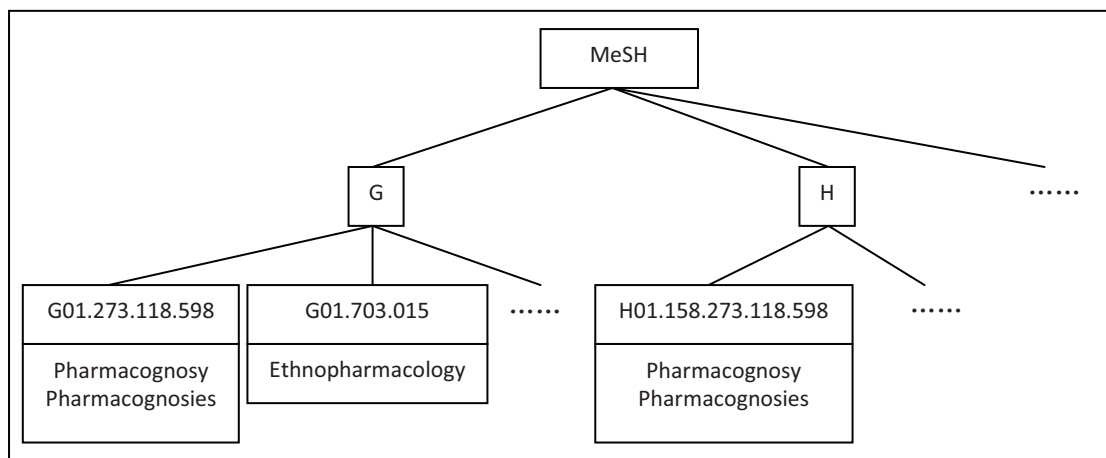 MeSH
G
H
……
G01.273.118.598
G01.703.015
……
H01.158.273.118.598
……
Pharmacognosy
Pharmacognosies
Ethnopharmacology
Pharmacognosy
Pharmacognosies